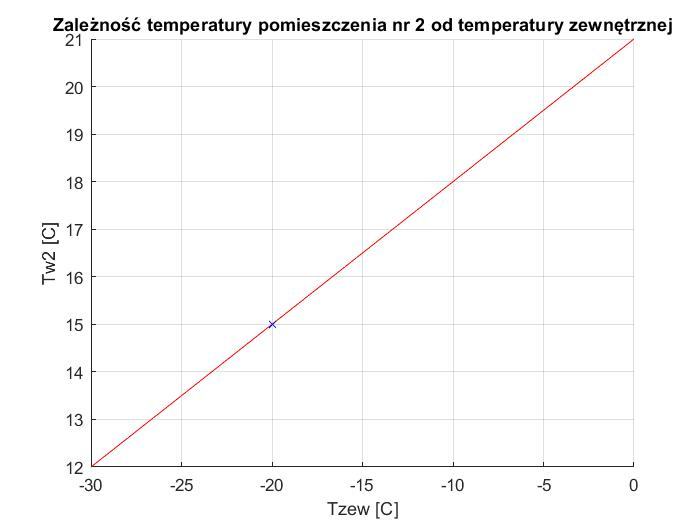 Zależność temperatury pomieszczenia nr 2 od temperatury zewnętrznej
21
20
19
18
17
16
15
14
13
12
Tw2 [C]
-30 -25 -20 -15 -10 -5 0
Tzew [C]